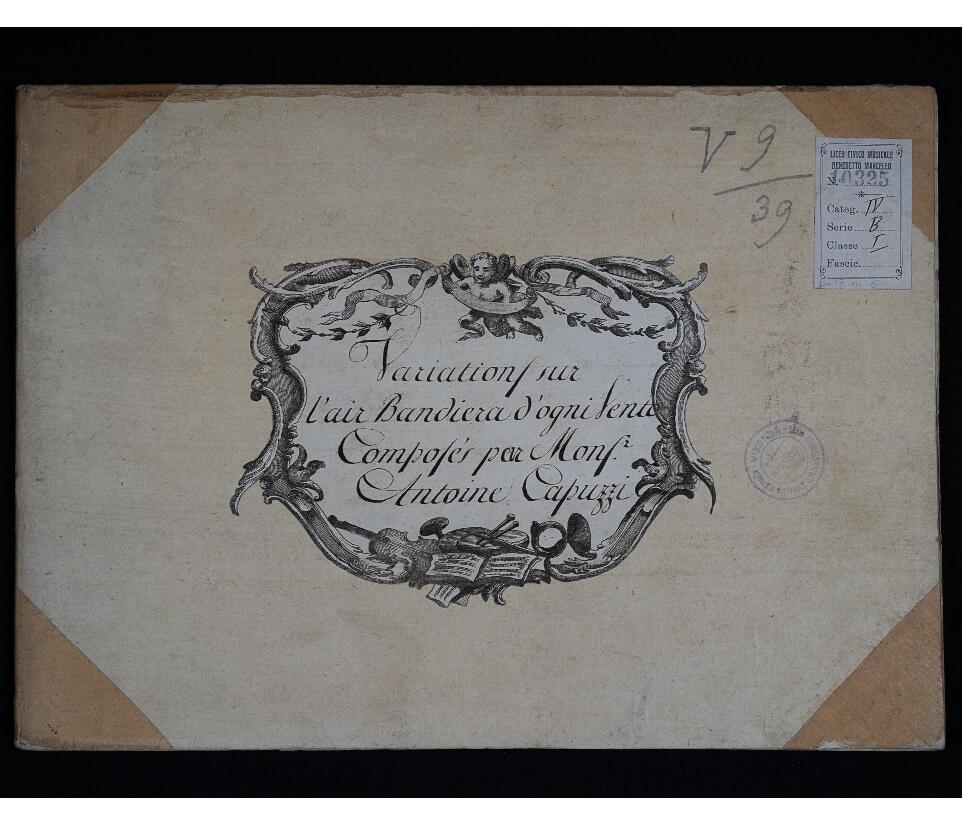 V 9
39
LICEO CIVICO MUSICALE
BENEDETTO MARCELLO
N. 10325
*
Categ. IV
Serie B
Classe I
Fascic.
Variationſ sur
l'air Bandiera d'ogni Vento
Compoſés par Monſ.r
Antoine Capuzzi